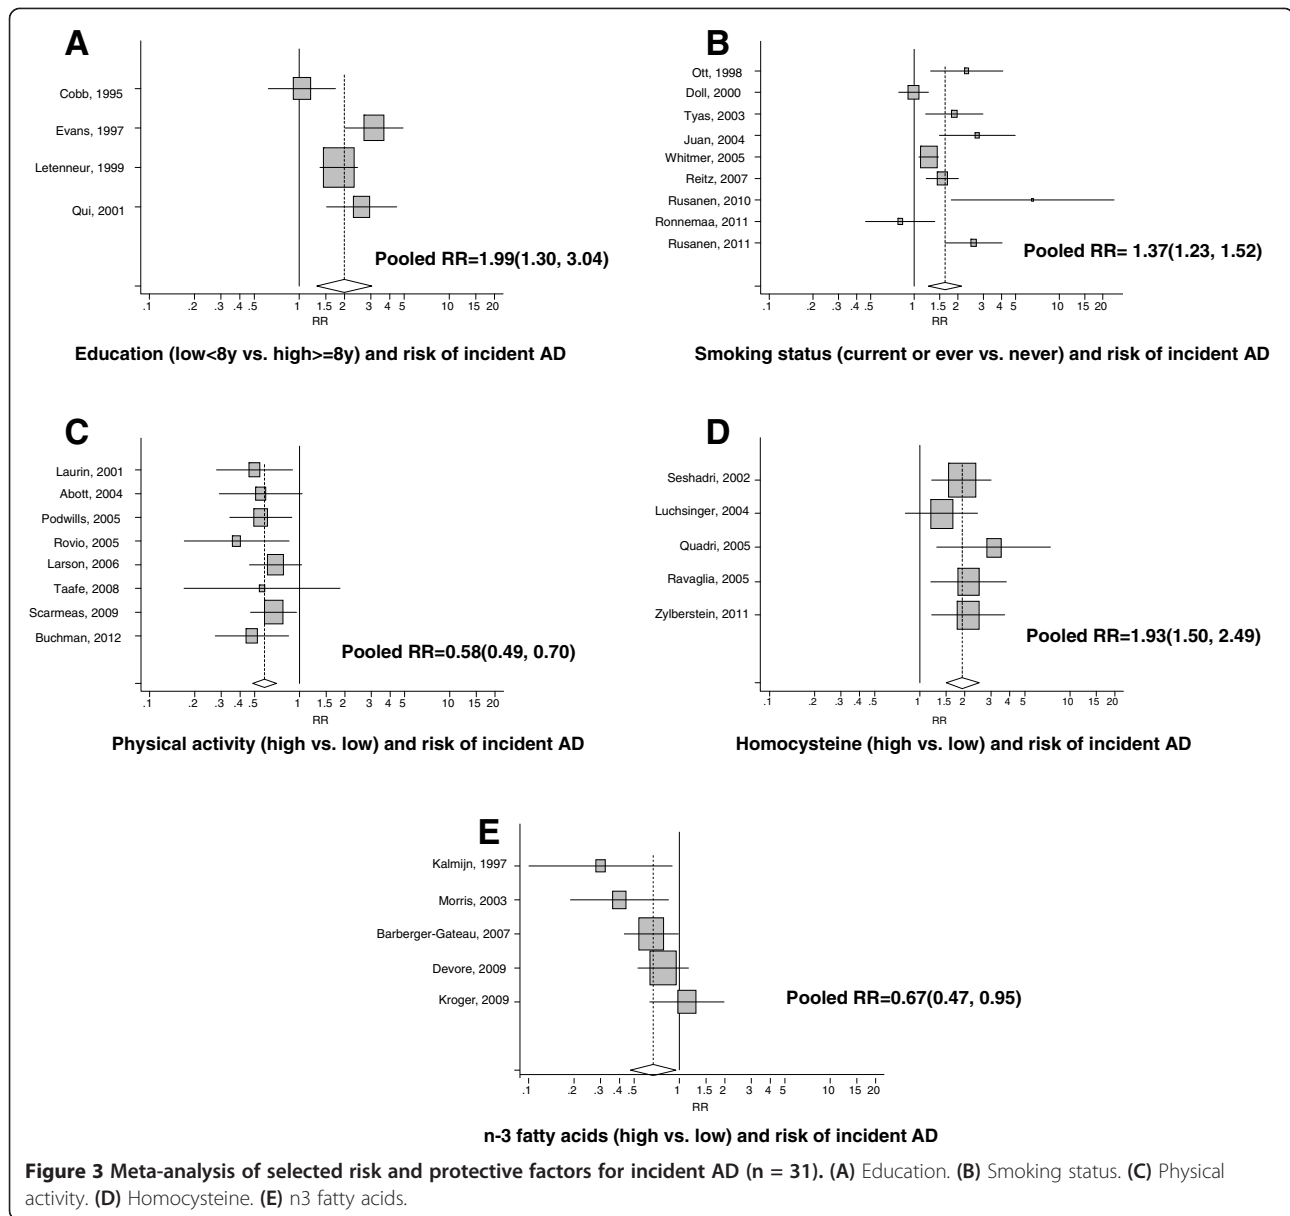 A
Cobb, 1995
Evans, 1997
Letenneur, 1999
Qui, 2001
Pooled RR=1.99(1.30, 3.04)
.1 .2 .3 .4 .5 1 1.5 2 3 4 5 10 15 20
RR
Education (low<8y vs. high>=8y) and risk of incident AD
B
Ott, 1998
Doll, 2000
Tyas, 2003
Juan, 2004
Whitmer, 2005
Reitz, 2007
Rusanen, 2010
Ronnemaa, 2011
Rusanen, 2011
Pooled RR= 1.37(1.23, 1.52)
.1 .2 .3 .4 .5 1 1.5 2 3 4 5 10 15 20
RR
Smoking status (current or ever vs. never) and risk of incident AD
C
Laurin, 2001
Abott, 2004
Podwills, 2005
Rovio, 2005
Larson, 2006
Taafe, 2008
Scarmeas, 2009
Buchman, 2012
Pooled RR=0.58(0.49, 0.70)
.1 .2 .3 .4 .5 1 1.5 2 3 4 5 10 15 20
RR
Physical activity (high vs. low) and risk of incident AD
D
Seshadri, 2002
Luchsinger, 2004
Quadri, 2005
Ravaglia, 2005
Zylberstein, 2011
Pooled RR=1.93(1.50, 2.49)
.1 .2 .3 .4 .5 1 1.5 2 3 4 5 10 15 20
RR
Homocysteine (high vs. low) and risk of incident AD
E
Kalmijn, 1997
Morris, 2003
Barberger-Gateau, 2007
Devore, 2009
Kroger, 2009
Pooled RR=0.67(0.47, 0.95)
.1 .2 .3 .4 .5 1 1.5 2 3 4 5 10 15 20
RR
n-3 fatty acids (high vs. low) and risk of incident AD
Figure 3 Meta-analysis of selected risk and protective factors for incident AD (n = 31). (A) Education. (B) Smoking status. (C) Physical
activity. (D) Homocysteine. (E) n3 fatty acids.